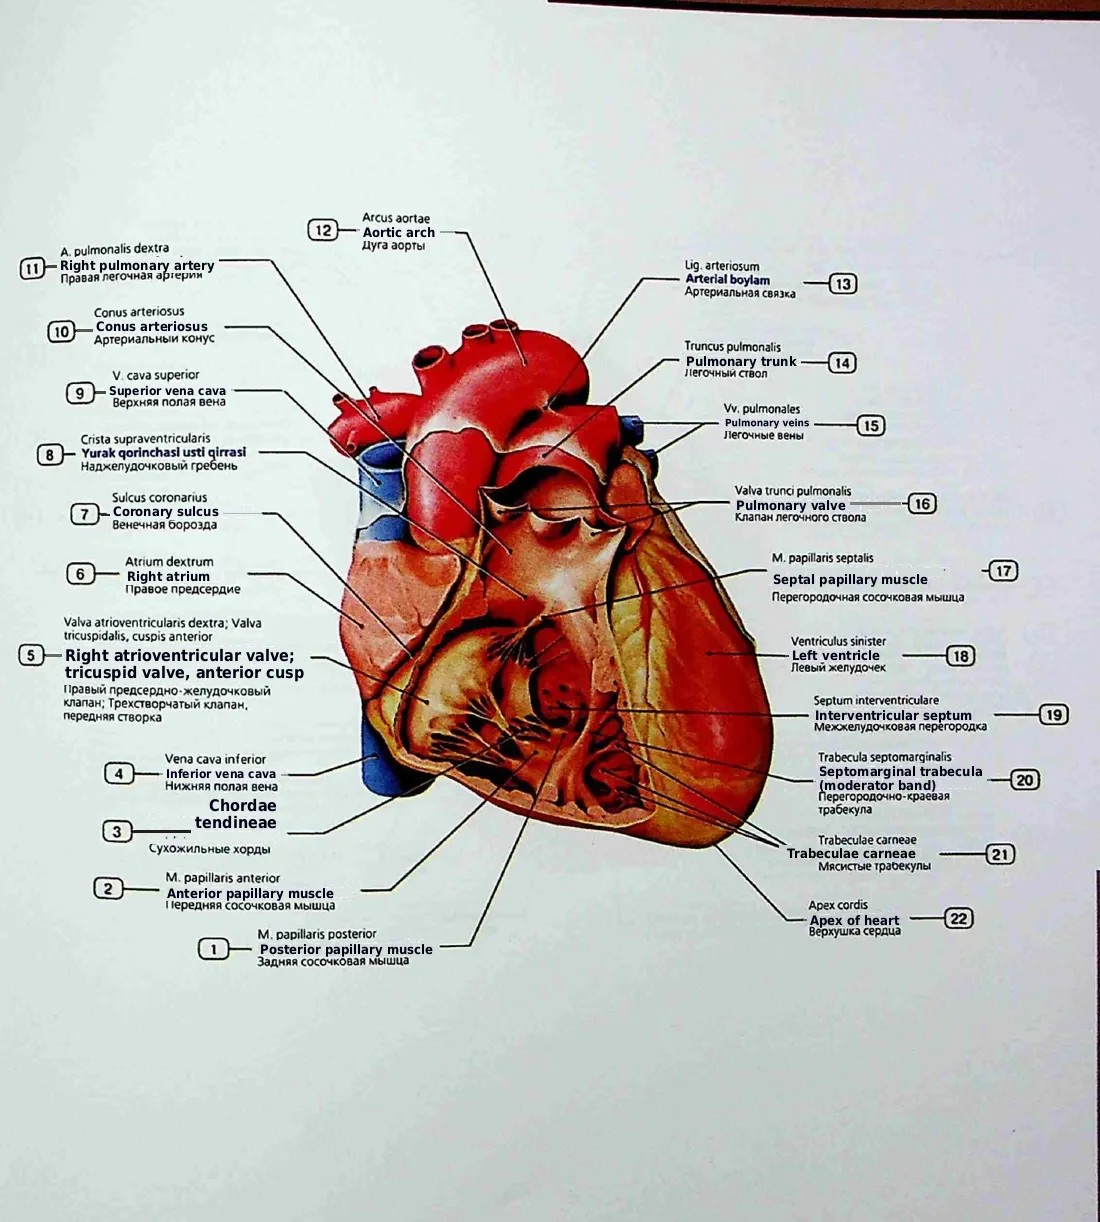 12
Arcus aortae
Aortic arch
Дуга аорты
11
A. pulmonalis dextra
Right pulmonary artery
Правая легочная артерия
10
Conus arteriosus
Conus arteriosus
Артериальный конус
9
V. cava superior
Superior vena cava
Верхняя полая вена
8
Crista supraventricularis
Yurak qorinchasi usti qirrasi
Наджелудочковый гребень
7
Sulcus coronarius
Coronary sulcus
Венечная борозда
6
Atrium dextrum
Right atrium
Правое предсердие
5
Valva atrioventricularis dextra; Valva
tricuspidalis, cuspis anterior
Right atrioventricular valve;
tricuspid valve, anterior cusp
Правый предсердно-желудочковый
клапан; Трехстворчатый клапан,
передняя створка
4
Vena cava inferior
Inferior vena cava
Нижняя полая вена
3
Chordae
tendineae
Сухожильные хорды
2
M. papillaris anterior
Anterior papillary muscle
Передняя сосочковая мышца
1
M. papillaris posterior
Posterior papillary muscle
Задняя сосочковая мышца
Lig. arteriosum
Arterial boylam
Артериальная связка
13
Truncus pulmonalis
Pulmonary trunk
Легочный ствол
14
Vv. pulmonales
Pulmonary veins
Легочные вены
15
Valva trunci pulmonalis
Pulmonary valve
Клапан легочного ствола
16
M. papillaris septalis
Septal papillary muscle
Перегородочная сосочковая мышца
17
Ventriculus sinister
Left ventricle
Левый желудочек
18
Septum interventriculare
Interventricular septum
Межжелудочковая перегородка
19
Trabecula septomarginalis
Septomarginal trabecula
(moderator band)
Перегородочно-краевая
трабекула
20
Trabeculae carneae
Trabeculae carneae
Мясистые трабекулы
21
Apex cordis
Apex of heart
Верхушка сердца
22